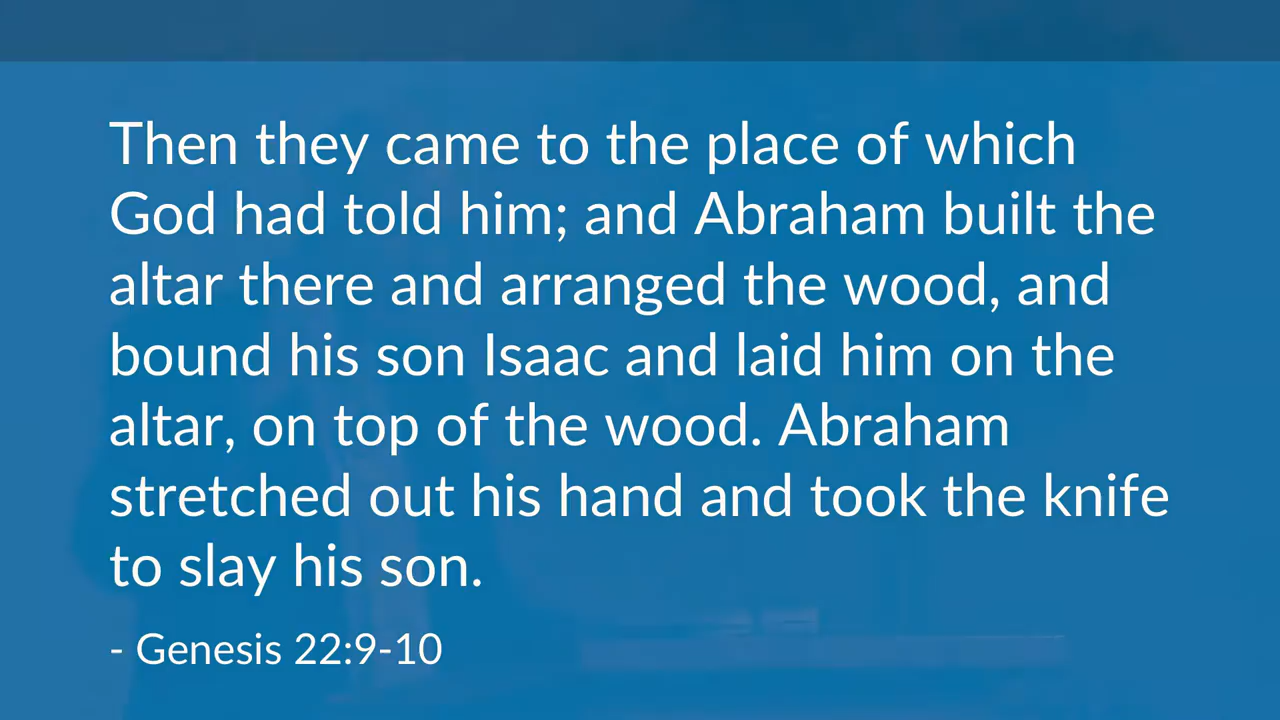 Then they came to the place of which
God had told him; and Abraham built the
altar there and arranged the wood, and
bound his son Isaac and laid him on the
altar, on top of the wood. Abraham
stretched out his hand and took the knife
to slay his son.
- Genesis 22:9-10